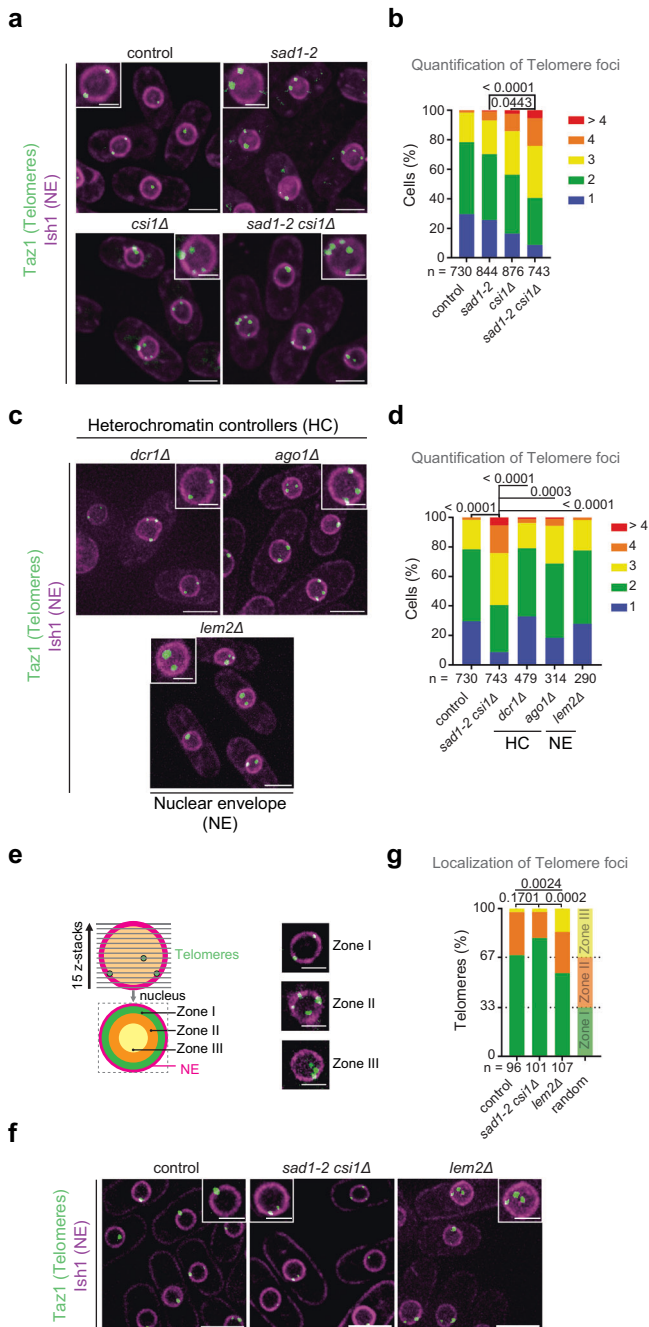 a
control
sad1-2
csi1Δ
sad1-2 csi1Δ
Taz1 (Telomeres)
Ish1 (NE)
b
Quantification of Telomere foci
< 0.0001
0.0443
Cells (%)
100
80
60
40
20
0
> 4
4
3
2
1
n = 730 844 876 743
control
sad1-2
csi1Δ
sad1-2 csi1Δ
c
Heterochromatin controllers (HC)
dcr1Δ
ago1Δ
lem2Δ
Taz1 (Telomeres)
Ish1 (NE)
Nuclear envelope
(NE)
d
Quantification of Telomere foci
< 0.0001
0.0003
< 0.0001
< 0.0001
Cells (%)
100
80
60
40
20
0
> 4
4
3
2
1
n = 730 743 479 314 290
control
sad1-2 csi1Δ
dcr1Δ
ago1Δ
lem2Δ
HC
NE
e
15 z-stacks
Telomeres
nucleus
Zone I
Zone II
Zone III
NE
Zone I
Zone II
Zone III
g
Localization of Telomere foci
0.0024
0.1701
0.0002
Telomeres (%)
100
67
33
0
Zone III
Zone II
Zone I
n = 96 101 107
control
sad1-2 csi1Δ
lem2Δ
random
f
control
sad1-2 csi1Δ
lem2Δ
Taz1 (Telomeres)
Ish1 (NE)